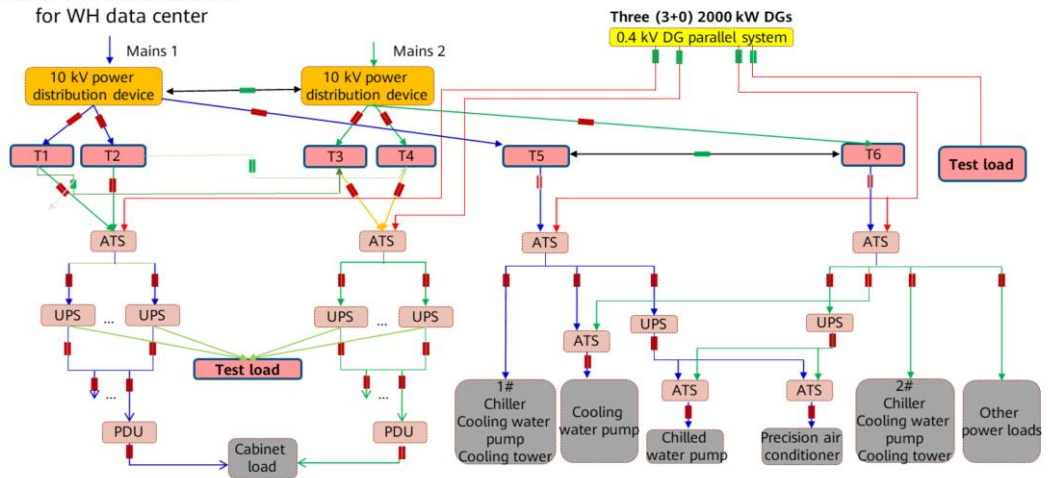 for WH data center
Three (3+0) 2000 kW DGs
0.4 kV DG parallel system
Mains 1
Mains 2
10 kV power
distribution device
10 kV power
distribution device
T1
T2
T3
T4
T5
T6
Test load
ATS
ATS
ATS
ATS
UPS
...
UPS
UPS
...
UPS
UPS
UPS
ATS
Test load
...
...
PDU
PDU
Cabinet
load
1#
Chiller
Cooling water
pump
Cooling tower
Cooling
water pump
ATS
Chilled
water pump
ATS
Precision air
conditioner
2#
Chiller
Cooling water
pump
Cooling tower
Other
power loads